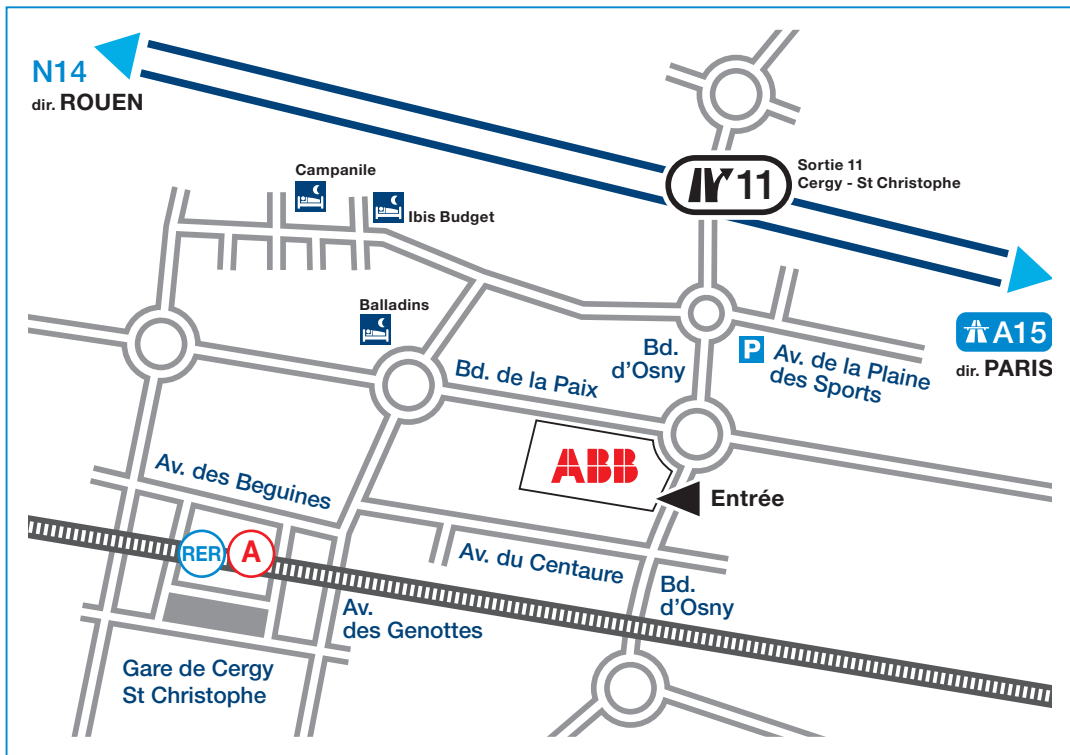 N14
dir. ROUEN
11
Sortie 11
Cergy - St Christophe
Campanile
Ibis Budget
Balladins
A15
dir. PARIS
P
Bd.
d’Osny
Av. de la Plaine
des Sports
Bd. de la Paix
ABB
Entrée
Av. des Beguines
RER
A
Av. du Centaure
Bd.
d’Osny
Av.
des Genottes
Gare de Cergy
St Christophe